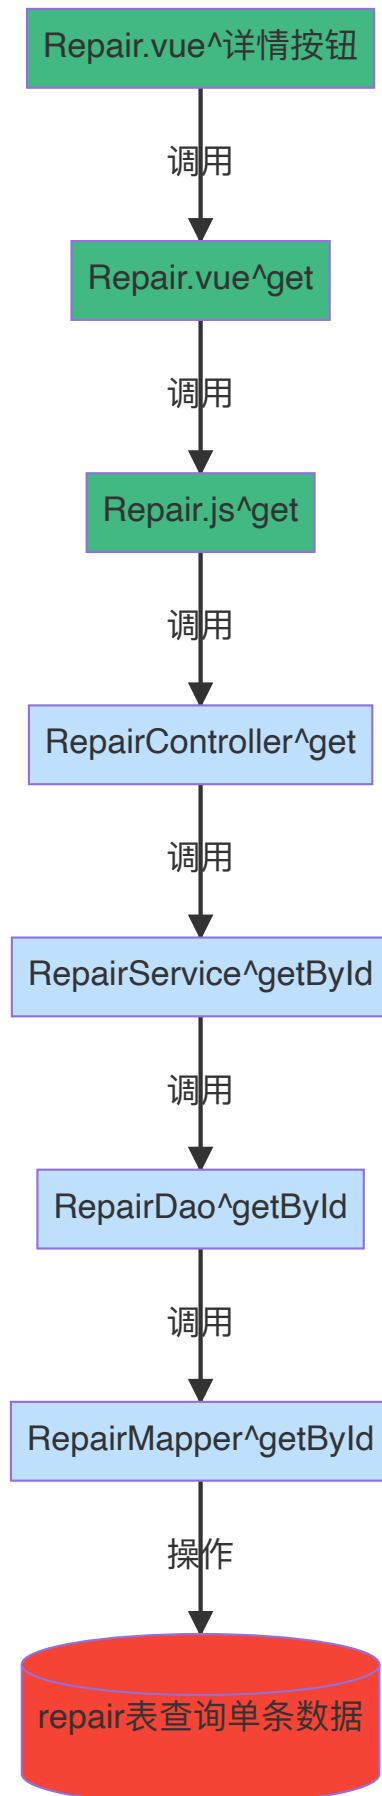 Repair.vue^详情按钮
调用
Repair.vue^get
调用
Repair.js^get
调用
RepairController^get
调用
RepairService^getById
调用
RepairDao^getById
调用
RepairMapper^getById
操作
repair表查询单条数据